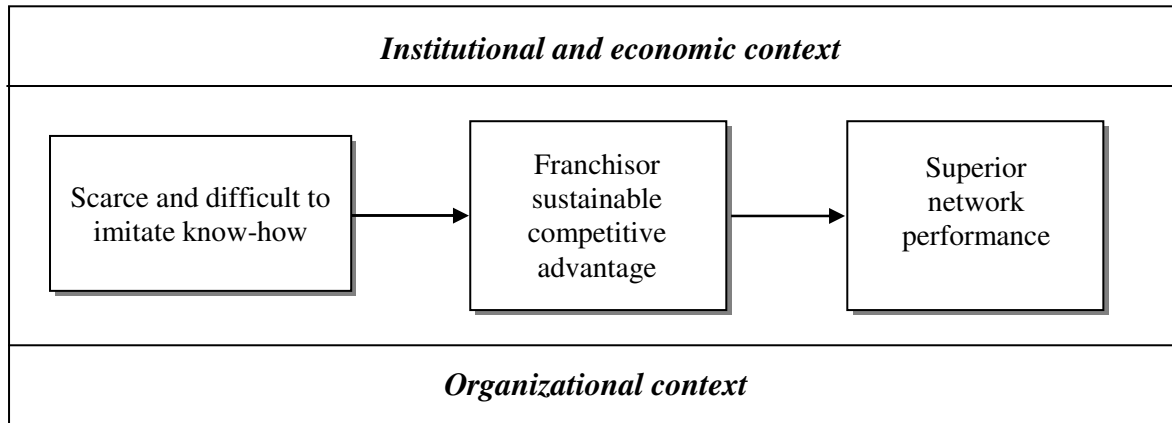 Institutional and economic context
Scarce and difficult to
imitate know-how
Franchisor
sustainable
competitive
advantage
Superior
network
performance
Organizational context